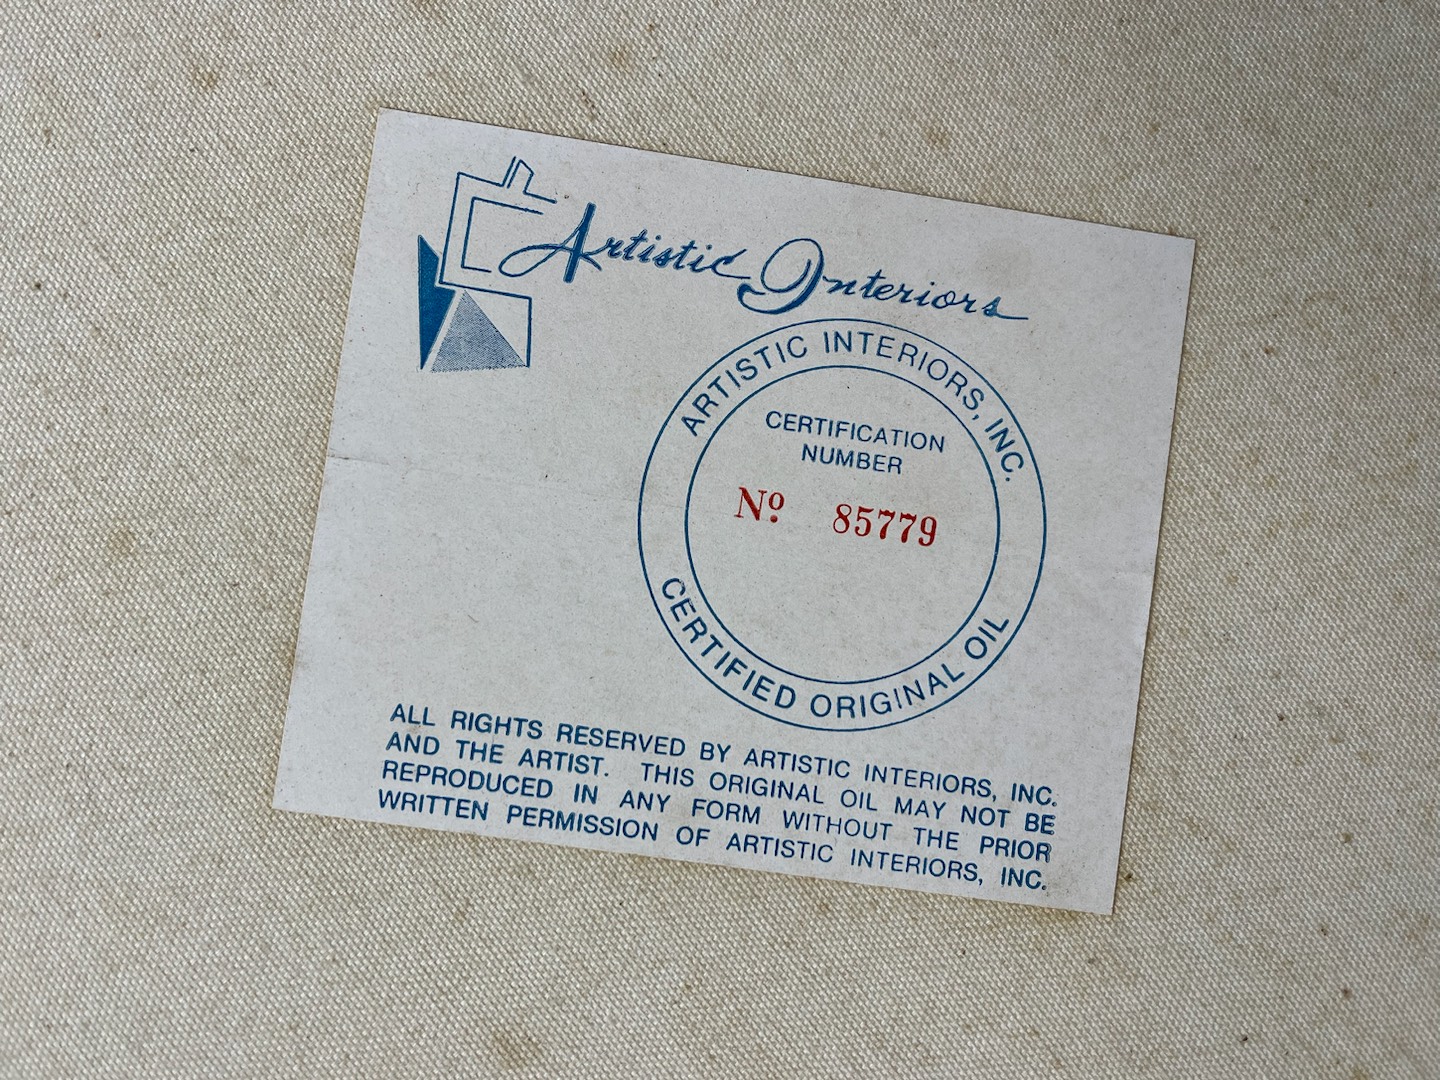 Artistic Interiors
ARTISTIC INTERIORS, INC.
CERTIFICATION
NUMBER
Nº 85779
CERTIFIED ORIGINAL OIL
ALL RIGHTS RESERVED BY ARTISTIC INTERIORS, INC.
AND THE ARTIST. THIS ORIGINAL OIL MAY NOT BE
REPRODUCED IN ANY FORM WITHOUT THE PRIOR
WRITTEN PERMISSION OF ARTISTIC INTERIORS, INC.